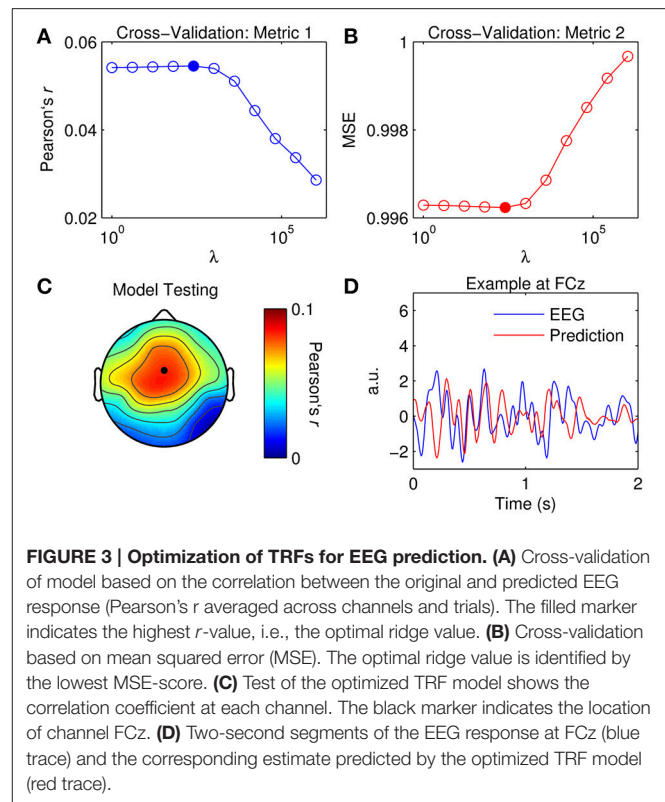 A
Cross-Validation: Metric 1
0.06
0.04
0.02
Pearson's r
10^0
10^5
λ
B
Cross-Validation: Metric 2
1
0.998
0.996
MSE
10^0
10^5
λ
C
Model Testing
0.1
0
Pearson's r
D
Example at FCz
EEG
Prediction
6
4
2
0
−2
a.u.
0
1
2
Time (s)
FIGURE 3 | Optimization of TRFs for EEG prediction. (A) Cross-validation
of model based on the correlation between the original and predicted EEG
response (Pearson's r averaged across channels and trials). The filled marker
indicates the highest r-value, i.e., the optimal ridge value. (B) Cross-validation
based on mean squared error (MSE). The optimal ridge value is identified by
the lowest MSE-score. (C) Test of the optimized TRF model shows the
correlation coefficient at each channel. The black marker indicates the location
of channel FCz. (D) Two-second segments of the EEG response at FCz (blue
trace) and the corresponding estimate predicted by the optimized TRF model
(red trace).